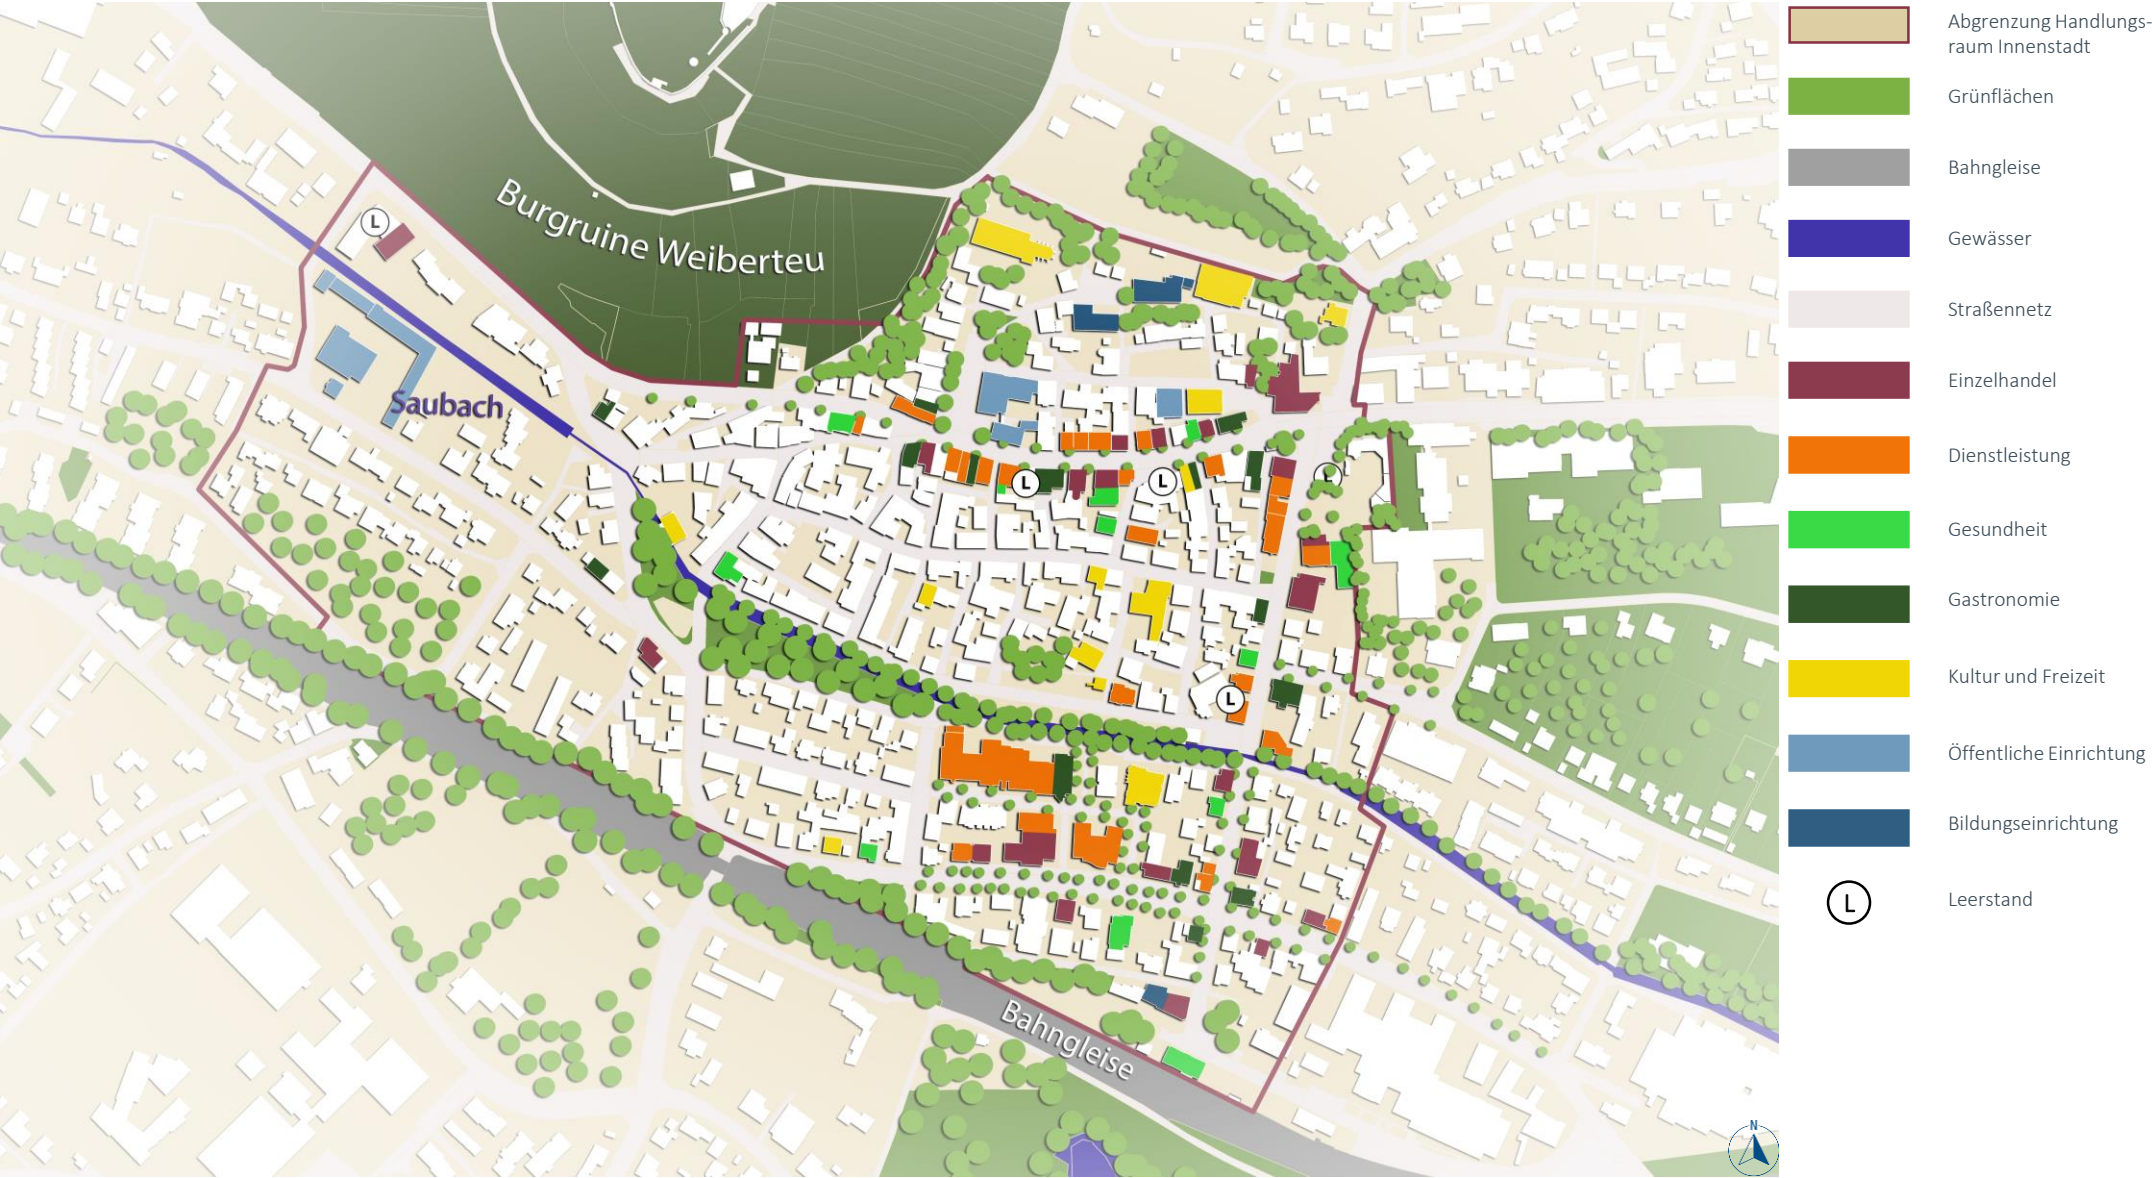 Burgruine Weiberteu
L
Saubach
L
L
L
L
Bahngleise
N
Abgrenzung Handlungs-
raum Innenstadt
Grünflächen
Bahngleise
Gewässer
Straßennetz
Einzelhandel
Dienstleistung
Gesundheit
Gastronomie
Kultur und Freizeit
Öffentliche Einrichtung
Bildungseinrichtung
L Leerstand